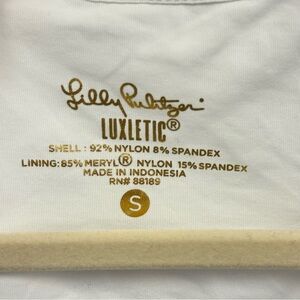 Lilly Pulitzer®
LUXLETIC®
SHELL: 92% NYLON 8% SPANDEX
LINING: 85% MERYL® NYLON 15% SPANDEX
MADE IN INDONESIA
RN# 88189
S